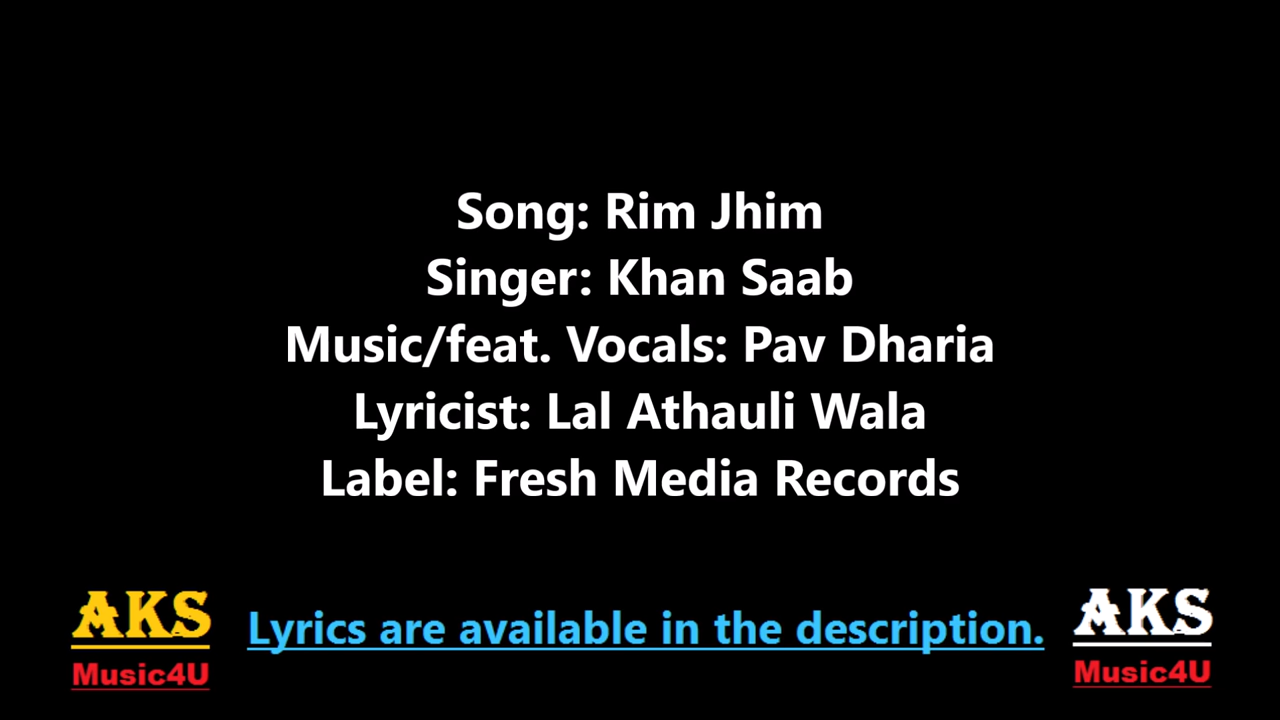 Song: Rim Jhim
Singer: Khan Saab
Music/feat. Vocals: Pav Dharia
Lyricist: Lal Athauli Wala
Label: Fresh Media Records
AKS
Music4U
Lyrics are available in the description.
AKS
Music4U